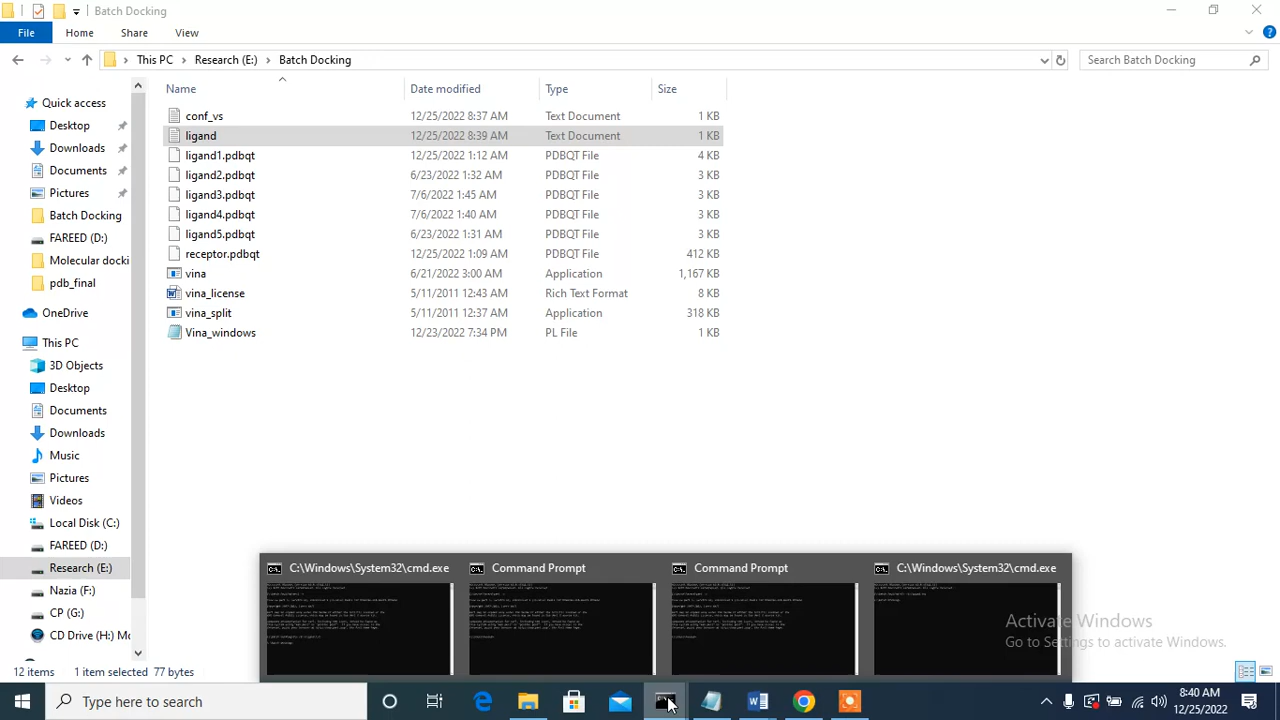 Batch Docking
File Home Share View
This PC > Research (E:) > Batch Docking
Search Batch Docking
Name Date modified Type Size
Quick access
Desktop
Downloads
Documents
Pictures
Batch Docking
FAREED (D:)
Molecular docki
pdb_final
OneDrive
This PC
3D Objects
Desktop
Documents
Downloads
Music
Pictures
Videos
Local Disk (C:)
FAREED (D:)
Research (E:)
Nazia (F:)
CP (G:)
CD Drive (H:) M
conf_vs 12/25/2022 8:37 AM Text Document 1 KB
ligand 12/25/2022 8:39 AM Text Document 1 KB
ligand1.pdbqt 12/25/2022 1:12 AM PDBQT File 4 KB
ligand2.pdbqt 6/23/2022 1:32 AM PDBQT File 3 KB
ligand3.pdbqt 7/6/2022 1:45 AM PDBQT File 3 KB
ligand4.pdbqt 7/6/2022 1:40 AM PDBQT File 3 KB
ligand5.pdbqt 6/23/2022 1:31 AM PDBQT File 3 KB
receptor.pdbqt 12/25/2022 1:09 AM PDBQT File 412 KB
vina 6/21/2022 3:00 AM Application 1,167 KB
vina_license 5/11/2011 12:43 AM Rich Text Format 8 KB
vina_split 5/11/2011 12:37 AM Application 318 KB
Vina_windows 12/23/2022 7:34 PM PL File 1 KB
C:\Windows\System32\cmd.exe
Command Prompt
Command Prompt
C:\Windows\System32\cmd.exe
Activate Windows
Go to Settings to activate Windows.
12 items 1 item selected 77 bytes
Type here to search
8:40 AM
12/25/2022